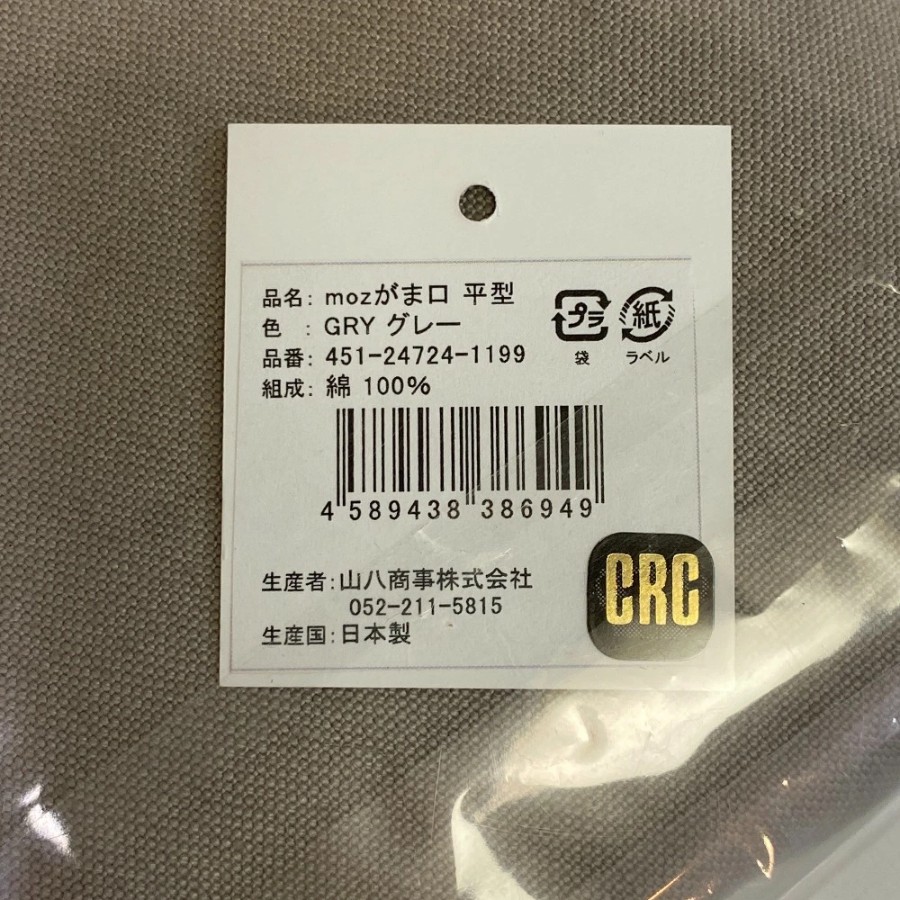 品名: mozがま口 平型
色 : GRY グレー
品番: 451-24724-1199
組成: 綿 100%
プラ
袋
紙
ラベル
4 589438 386949
生産者: 山八商事株式会社
052-211-5815
生産国: 日本製
CRC